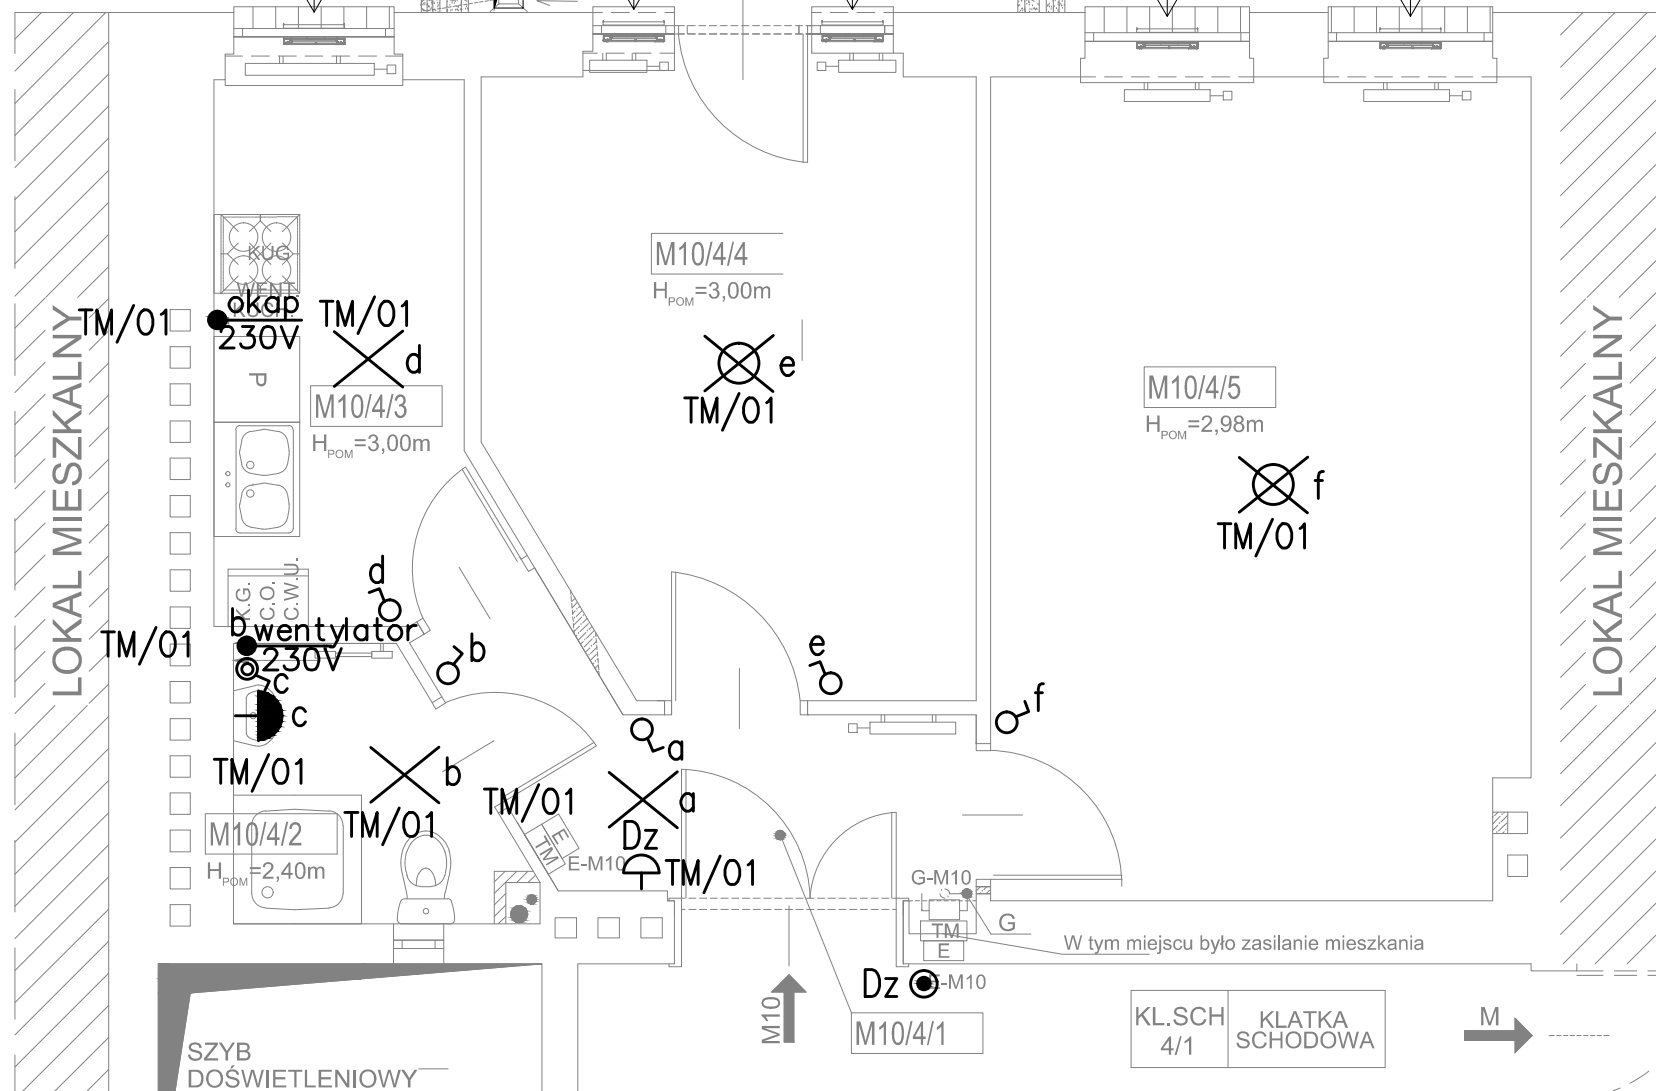 LOKAL MIESZKALNY
KUCH.
WENT.
KUCH.
okap
230V
TM/01
TM/01
d
P
M10/4/3
HPOM=3,00m
M10/4/4
HPOM=3,00m
e
TM/01
M10/4/5
HPOM=2,98m
f
TM/01
LOKAL MIESZKALNY
K.G.
C.O.
C.W.U.
d
b
wentylator
230V
TM/01
b
c
c
TM/01
b
TM/01
M10/4/2
HPOM=2,40m
e
f
a
a
TM/01
E
TM
E-M10
Dz
TM/01
G-M10
G
TM
E
W tym miejscu było zasilanie mieszkania
Dz
E-M10
M10
M10/4/1
KL.SCH
4/1
KLATKA
SCHODOWA
M
SZYB
DOŚWIETLENIOWY